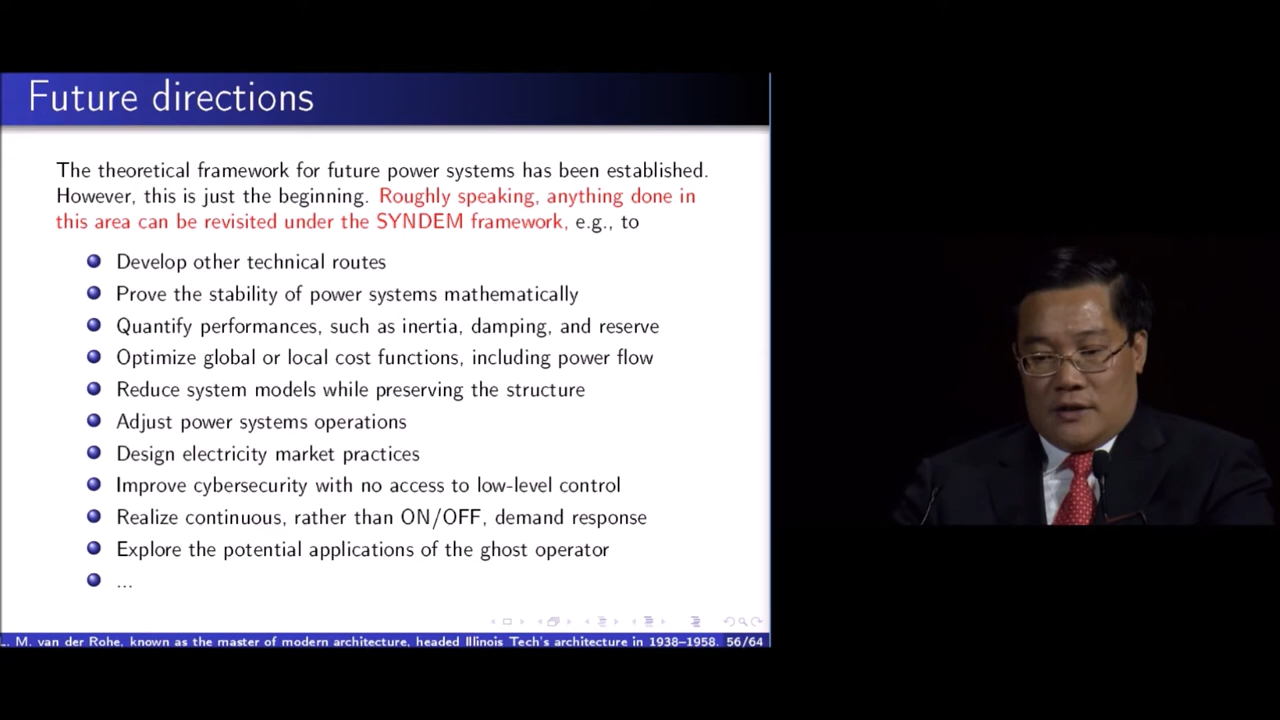 Future directions
The theoretical framework for future power systems has been established.
However, this is just the beginning. Roughly speaking, anything done in
this area can be revisited under the SYNDEM framework, e.g., to
Develop other technical routes
Prove the stability of power systems mathematically
Quantify performances, such as inertia, damping, and reserve
Optimize global or local cost functions, including power flow
Reduce system models while preserving the structure
Adjust power systems operations
Design electricity market practices
Improve cybersecurity with no access to low-level control
Realize continuous, rather than ON/OFF, demand response
Explore the potential applications of the ghost operator
...
L. M. van der Rohe, known as the master of modern architecture, headed Illinois Tech's architecture in 1938–1958. 56/64